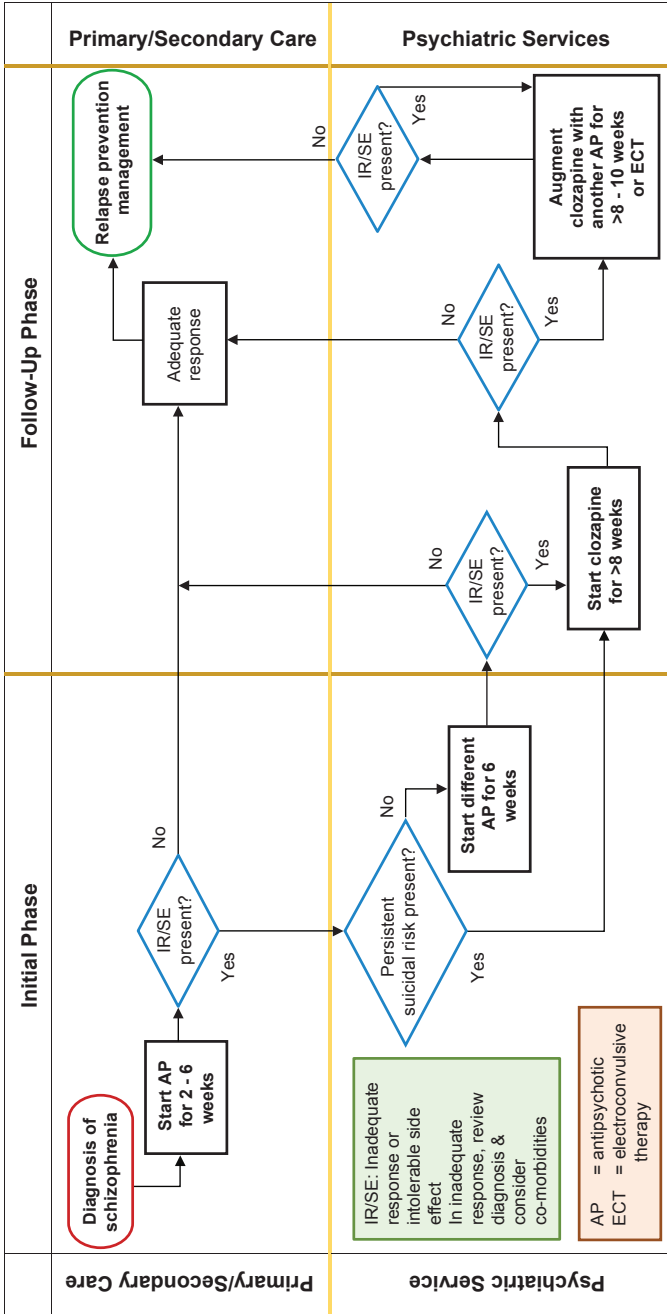 Initial Phase
Follow-Up Phase
Primary/Secondary Care
Diagnosis of
schizophrenia
Start AP
for 2 - 6
weeks
IR/SE
present?
No
Yes
Adequate
response
Relapse prevention
management
Primary/Secondary Care
Psychiatric Service
Persistent
suicidal risk present?
No
Yes
Start different
AP for 6
weeks
IR/SE
present?
No
Yes
Start clozapine
for >8 weeks
IR/SE
present?
No
Yes
IR/SE
present?
No
Yes
Augment
clozapine with
another AP for
>8 - 10 weeks
or ECT
Psychiatric Services
IR/SE: Inadequate
response or
intolerable side
effect
In inadequate
response, review
diagnosis &
consider
co-morbidities
AP = antipsychotic
ECT = electroconvulsive
therapy